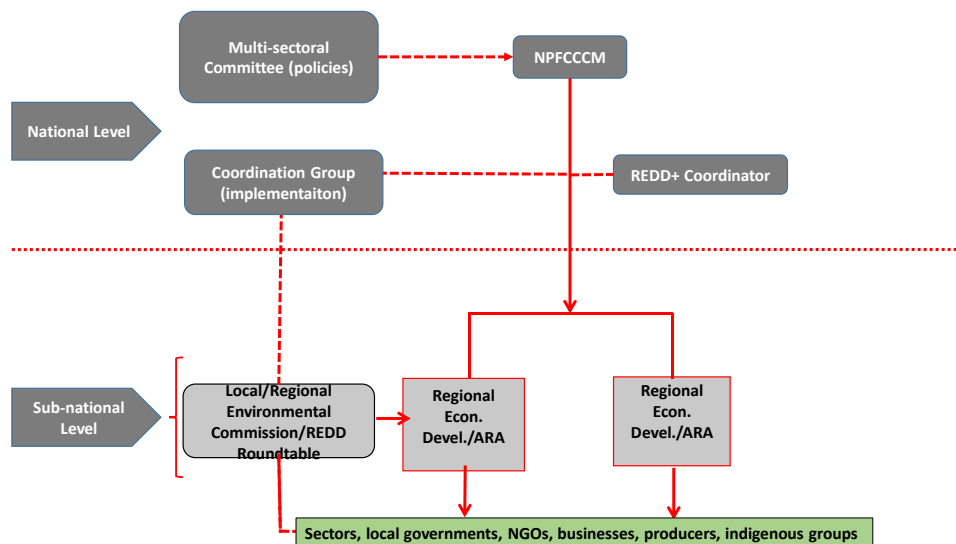 Multi-sectoral
Committee (policies)
NPFCCCM
National Level
Coordination Group
(implementaiton)
REDD+ Coordinator
Sub-national
Level
Local/Regional
Environmental
Commission/REDD
Roundtable
Regional
Econ.
Devel./ARA
Regional
Econ.
Devel./ARA
Sectors, local governments, NGOs, businesses, producers, indigenous groups